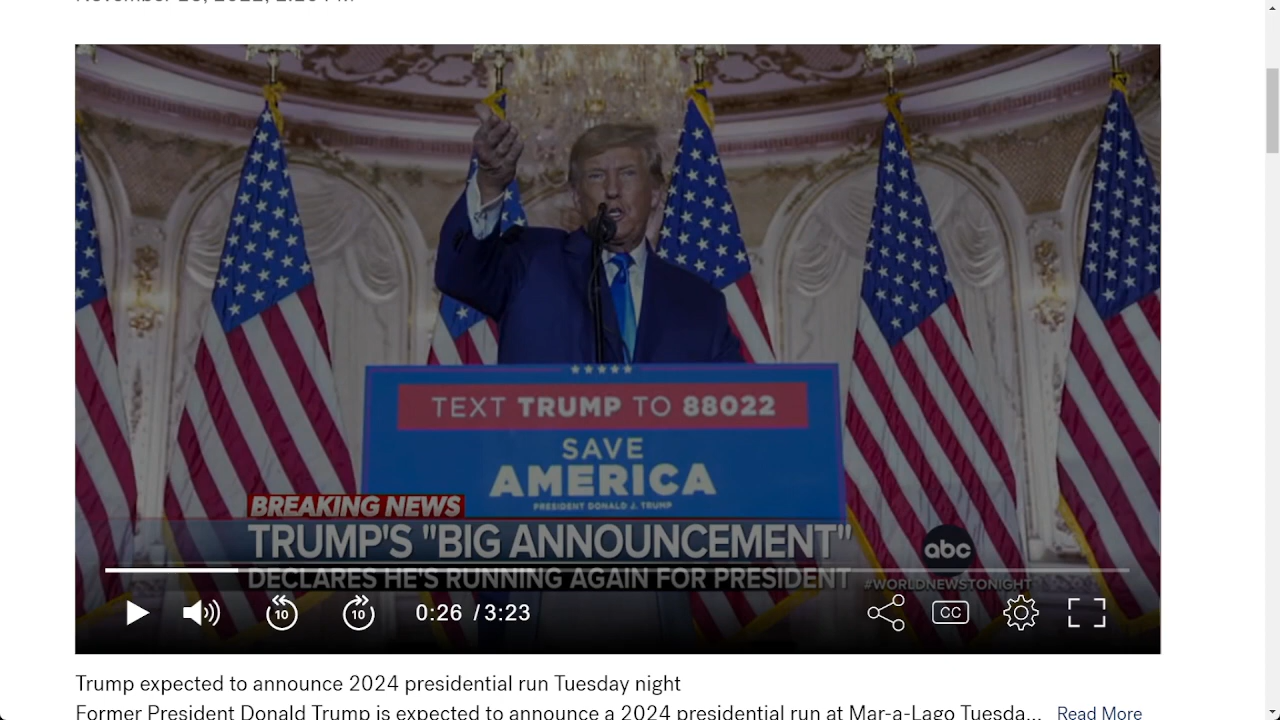 TEXT TRUMP TO 88022
SAVE
AMERICA
PRESIDENT DONALD J. TRUMP
BREAKING NEWS
TRUMP'S "BIG ANNOUNCEMENT"
abc
DECLARES HE'S RUNNING AGAIN FOR PRESIDENT
#WORLDNEWSTONIGHT
10
10
0:26 / 3:23
CC
Trump expected to announce 2024 presidential run Tuesday night
Former President Donald Trump is expected to announce a 2024 presidential run at Mar-a-Lago Tuesda... Read More